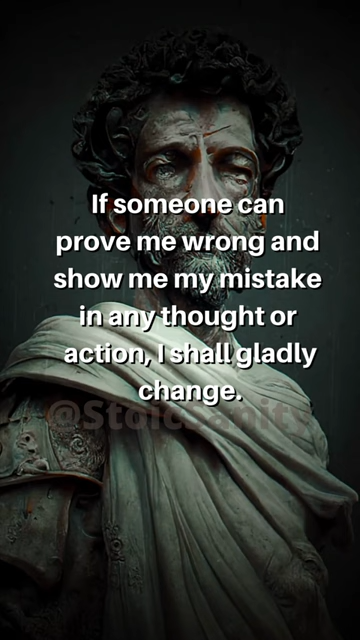 If someone can
prove me wrong and
show me my mistake
in any thought or
action, I shall gladly
change.
@StoicSanity